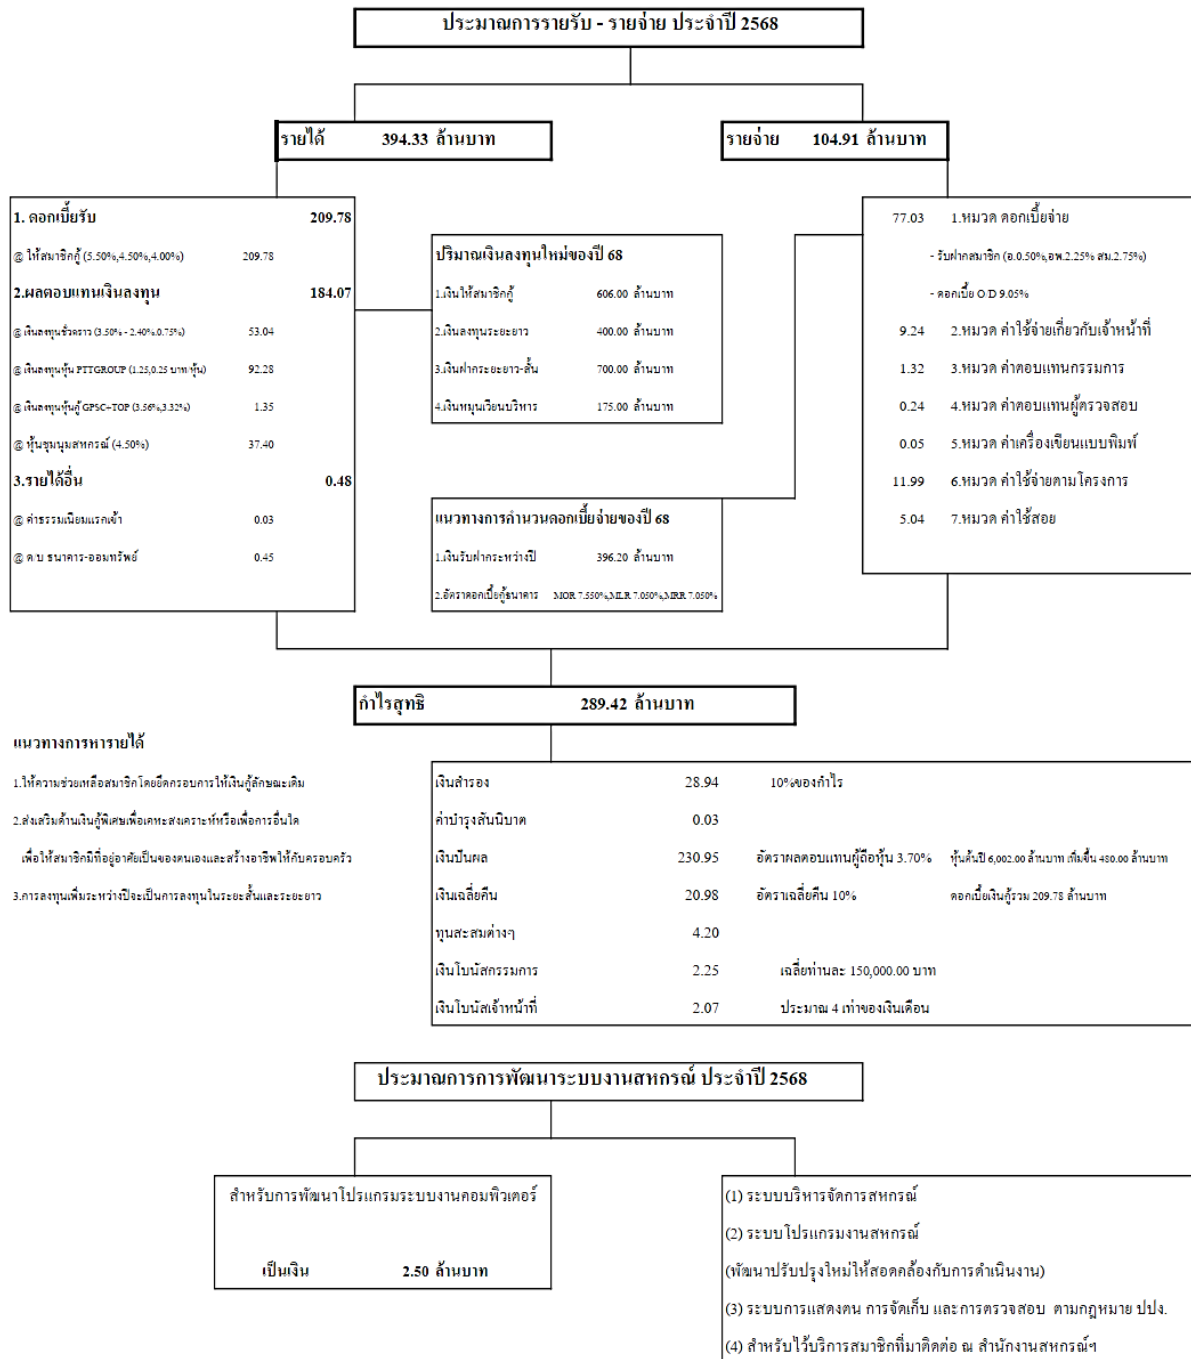 ประมาณการรายรับ - รายจ่าย ประจำปี 2568
รายได้ 394.33 ล้านบาท
รายจ่าย 104.91 ล้านบาท
1. ดอกเบี้ยรับ 209.78
@ ให้สมาชิกกู้ (5.50%,4.50%,4.00%) 209.78
2.ผลตอบแทนเงินลงทุน 184.07
@ เงินลงทุนชั่วคราว (3.50% - 2.40%,0.75%) 53.04
@ เงินลงทุนหุ้น PTTGROUP (1.25,0.25 บาท/หุ้น) 92.28
@ เงินลงทุนหุ้นกู้ GPSC+TOP (3.56%,3.32%) 1.35
@ หุ้นชุมนุมสหกรณ์ (4.50%) 37.40
3.รายได้อื่น 0.48
@ ค่าธรรมเนียมแรกเข้า 0.03
@ ด/บ ธนาคาร-ออมทรัพย์ 0.45
ปริมาณเงินลงทุนใหม่ของปี 68
1.เงินให้สมาชิกกู้ 606.00 ล้านบาท
2.เงินลงทุนระยะยาว 400.00 ล้านบาท
3.เงินฝากระยะยาว-สั้น 700.00 ล้านบาท
4.เงินหมุนเวียนบริหาร 175.00 ล้านบาท
แนวทางการคำนวนดอกเบี้ยจ่ายของปี 68
1.เงินรับฝากระหว่างปี 396.20 ล้านบาท
2.อัตราดอกเบี้ยกู้ธนาคาร MOR 7.550%,MLR 7.050%,MRR 7.050%
77.03 1.หมวด ดอกเบี้ยจ่าย
- รับฝากสมาชิก (อ.0.50%,อพ.2.25% สม.2.75%)
- ดอกเบี้ย O D 9.05%
9.24 2.หมวด ค่าใช้จ่ายเกี่ยวกับเจ้าหน้าที่
1.32 3.หมวด ค่าตอบแทนกรรมการ
0.24 4.หมวด ค่าตอบแทนผู้ตรวจสอบ
0.05 5.หมวด ค่าเครื่องเขียนแบบพิมพ์
11.99 6.หมวด ค่าใช้จ่ายตามโครงการ
5.04 7.หมวด ค่าใช้สอย
กำไรสุทธิ 289.42 ล้านบาท
แนวทางการหารายได้
1.ให้ความช่วยเหลือสมาชิกโดยยึดกรอบการให้เงินกู้ลักษณะเดิม
2.ส่งเสริมด้านเงินกู้พิเศษเพื่อเคหะสงเคราะห์หรือเพื่อการอื่นใด
เพื่อให้สมาชิกมีที่อยู่อาศัยเป็นของตนเองและสร้างอาชีพให้กับครอบครัว
3.การลงทุนเพิ่มระหว่างปีจะเป็นการลงทุนในระยะสั้นและระยะยาว
เงินสำรอง 28.94 10%ของกำไร
ค่าบำรุงสันนิบาต 0.03
เงินปันผล 230.95 อัตราผลตอบแทนผู้ถือหุ้น 3.70% หุ้นต้นปี 6,002.00 ล้านบาท เพิ่มขึ้น 480.00 ล้านบาท
เงินเฉลี่ยคืน 20.98 อัตราเฉลี่ยคืน 10% ดอกเบี้ยเงินกู้รวม 209.78 ล้านบาท
ทุนสะสมต่างๆ 4.20
เงินโบนัสกรรมการ 2.25 เฉลี่ยท่านละ 150,000.00 บาท
เงินโบนัสเจ้าหน้าที่ 2.07 ประมาณ 4 เท่าของเงินเดือน
ประมาณการการพัฒนาระบบงานสหกรณ์ ประจำปี 2568
สำหรับการพัฒนาโปรแกรมระบบงานคอมพิวเตอร์
เป็นเงิน 2.50 ล้านบาท
(1) ระบบบริหารจัดการสหกรณ์
(2) ระบบโปรแกรมงานสหกรณ์
(พัฒนาปรับปรุงใหม่ให้สอดคล้องกับการดำเนินงาน)
(3) ระบบการแสดงตน การจัดเก็บ และการตรวจสอบ ตามกฎหมาย ปปง.
(4) สำหรับไว้บริการสมาชิกที่มาติดต่อ ณ สำนักงานสหกรณ์ฯ